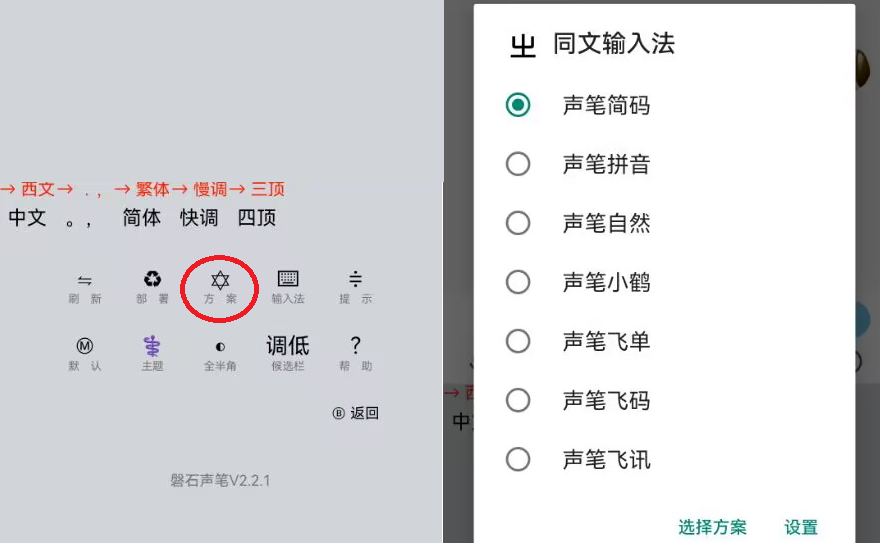 → 西文→ . , → 繁体→ 慢调→ 三顶
中文 。, 简体 快调 四顶
刷 新 部 署 方 案 输入法 提 示
Ⓜ 调低 ?
默 认 主题 全半角 候选栏 帮 助
Ⓑ 返回
磐石声笔V2.2.1
同文输入法
声笔简码
声笔拼音
声笔自然
声笔小鹤
声笔飞单
声笔飞码
声笔飞讯
选择方案 设置
→ 西
中